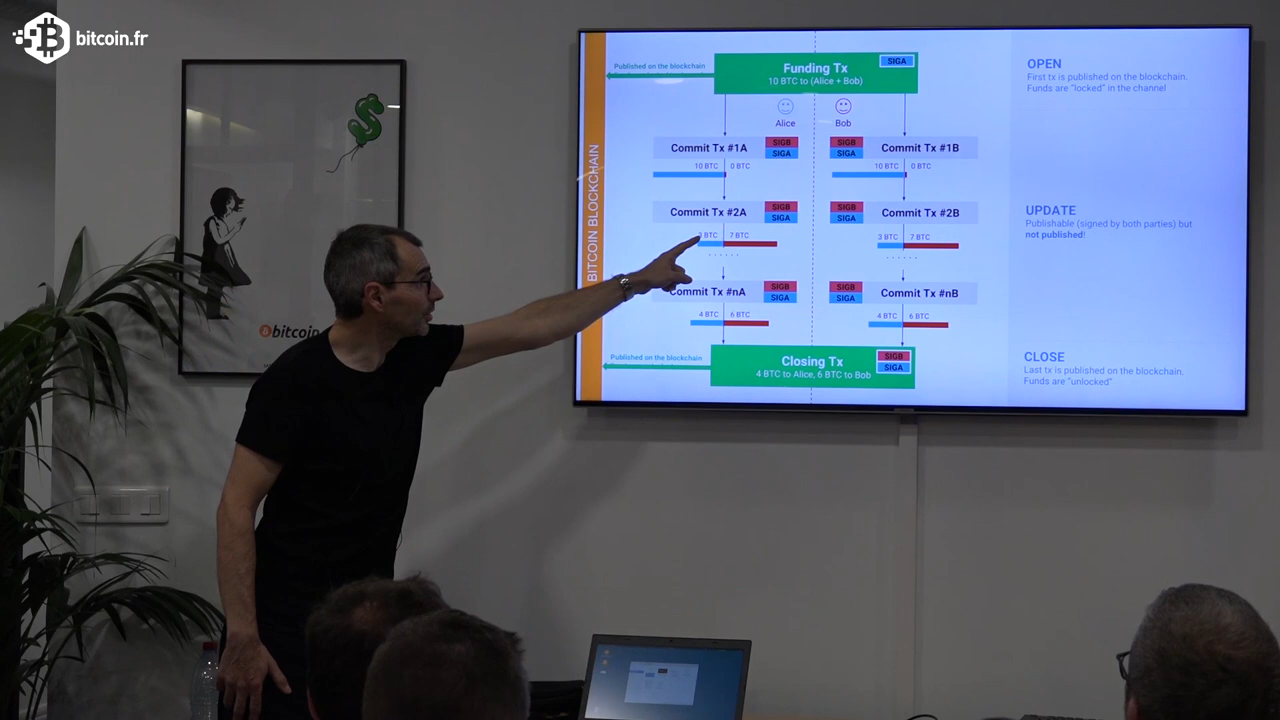 bitcoin.fr
bitcoin
BITCOIN BLOCKCHAIN
Published on the blockchain
Funding Tx
10 BTC to (Alice + Bob)
SIGA
Alice
Bob
Commit Tx #1A
SIGB
SIGA
10 BTC
0 BTC
SIGB
SIGA
Commit Tx #1B
10 BTC
0 BTC
Commit Tx #2A
SIGB
SIGA
BTC
7 BTC
SIGB
SIGA
Commit Tx #2B
3 BTC
7 BTC
Commit Tx #nA
SIGB
SIGA
4 BTC
6 BTC
SIGB
SIGA
Commit Tx #nB
4 BTC
6 BTC
Published on the blockchain
Closing Tx
4 BTC to Alice, 6 BTC to Bob
SIGB
SIGA
OPEN
First tx is published on the blockchain.
Funds are “locked” in the channel
UPDATE
Publishable (signed by both parties) but
not published!
CLOSE
Last tx is published on the blockchain.
Funds are “unlocked”